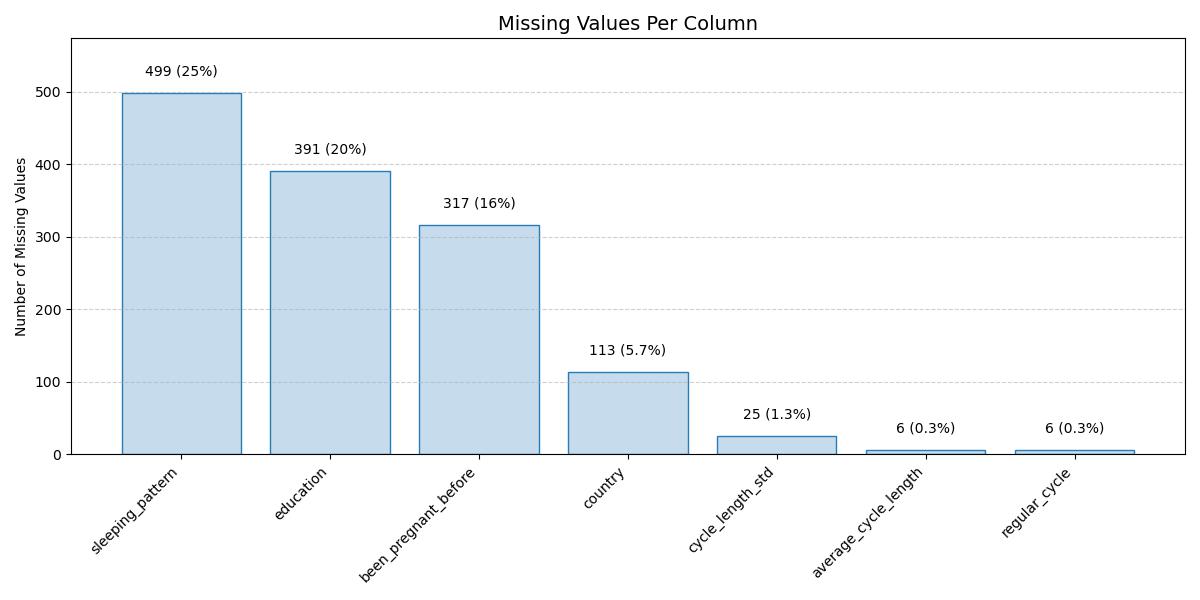 Missing Values Per Column
Number of Missing Values
500
400
300
200
100
0
499 (25%)
391 (20%)
317 (16%)
113 (5.7%)
25 (1.3%)
6 (0.3%)
6 (0.3%)
sleeping_pattern
education
been_pregnant_before
country
cycle_length_std
average_cycle_length
regular_cycle